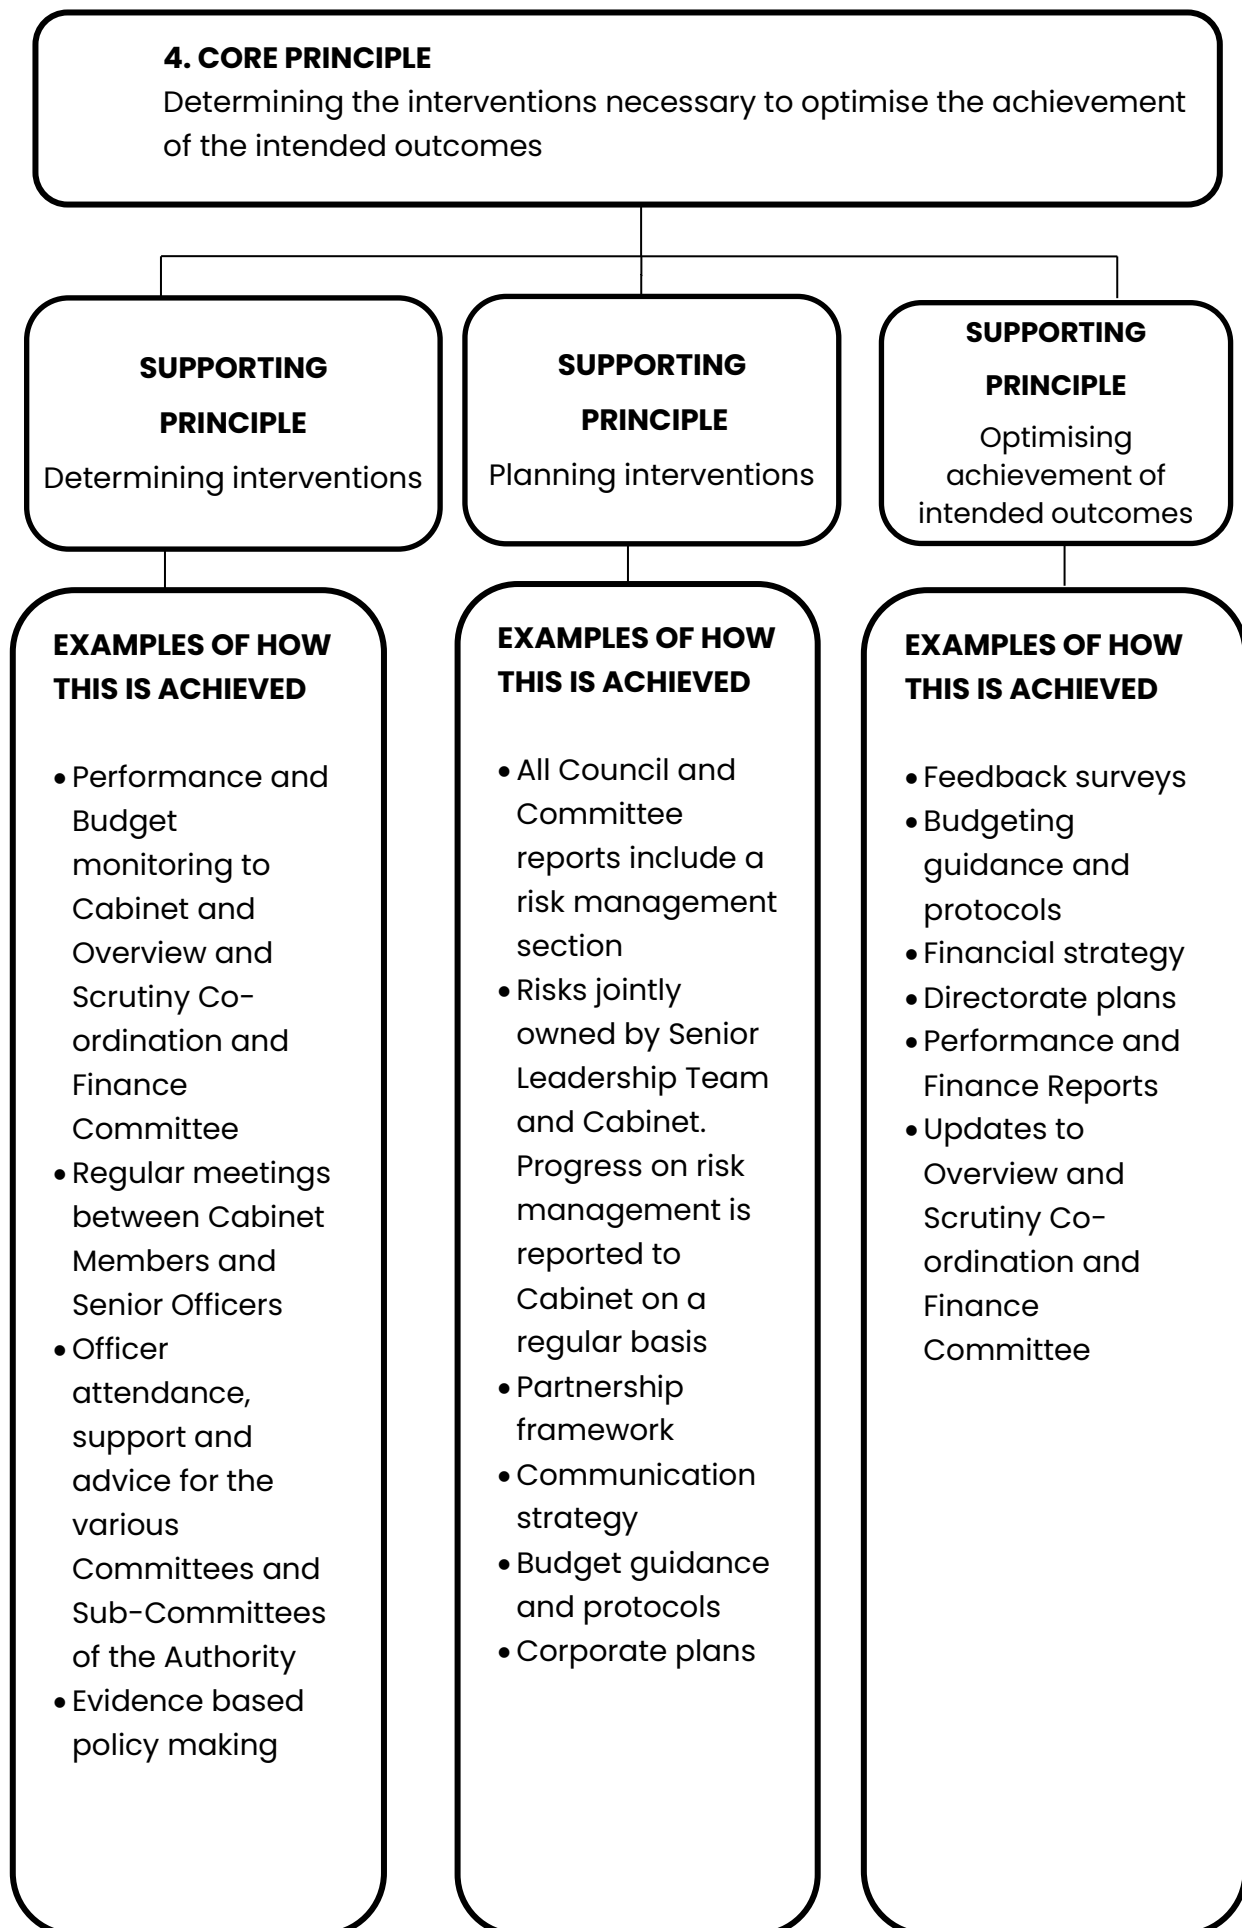 4. CORE PRINCIPLE
Determining the interventions necessary to optimise the achievement
of the intended outcomes
SUPPORTING
PRINCIPLE
Determining interventions
SUPPORTING
PRINCIPLE
Planning interventions
SUPPORTING
PRINCIPLE
Optimising
achievement of
intended outcomes
EXAMPLES OF HOW
THIS IS ACHIEVED
• Performance and
Budget
monitoring to
Cabinet and
Overview and
Scrutiny Co-
ordination and
Finance
Committee
• Regular meetings
between Cabinet
Members and
Senior Officers
• Officer
attendance,
support and
advice for the
various
Committees and
Sub-Committees
of the Authority
• Evidence based
policy making
EXAMPLES OF HOW
THIS IS ACHIEVED
• All Council and
Committee
reports include a
risk management
section
• Risks jointly
owned by Senior
Leadership Team
and Cabinet.
Progress on risk
management is
reported to
Cabinet on a
regular basis
• Partnership
framework
• Communication
strategy
• Budget guidance
and protocols
• Corporate plans
EXAMPLES OF HOW
THIS IS ACHIEVED
• Feedback surveys
• Budgeting
guidance and
protocols
• Financial strategy
• Directorate plans
• Performance and
Finance Reports
• Updates to
Overview and
Scrutiny Co-
ordination and
Finance
Committee